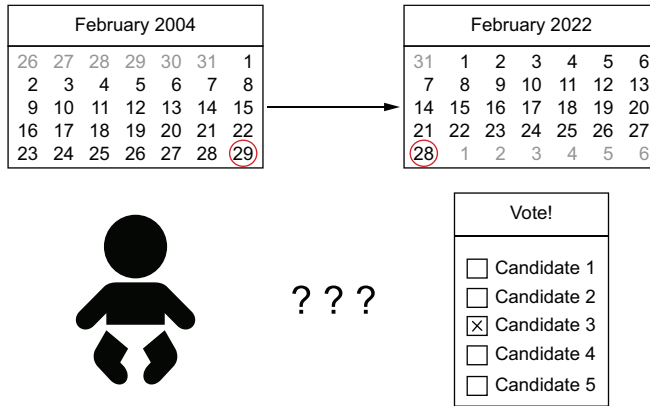 February 2004
26 27 28 29 30 31 1
2 3 4 5 6 7 8
9 10 11 12 13 14 15
16 17 18 19 20 21 22
23 24 25 26 27 28 29
February 2022
31 1 2 3 4 5 6
7 8 9 10 11 12 13
14 15 16 17 18 19 20
21 22 23 24 25 26 27
28 1 2 3 4 5 6
? ? ?
Vote!
Candidate 1
Candidate 2
Candidate 3
Candidate 4
Candidate 5